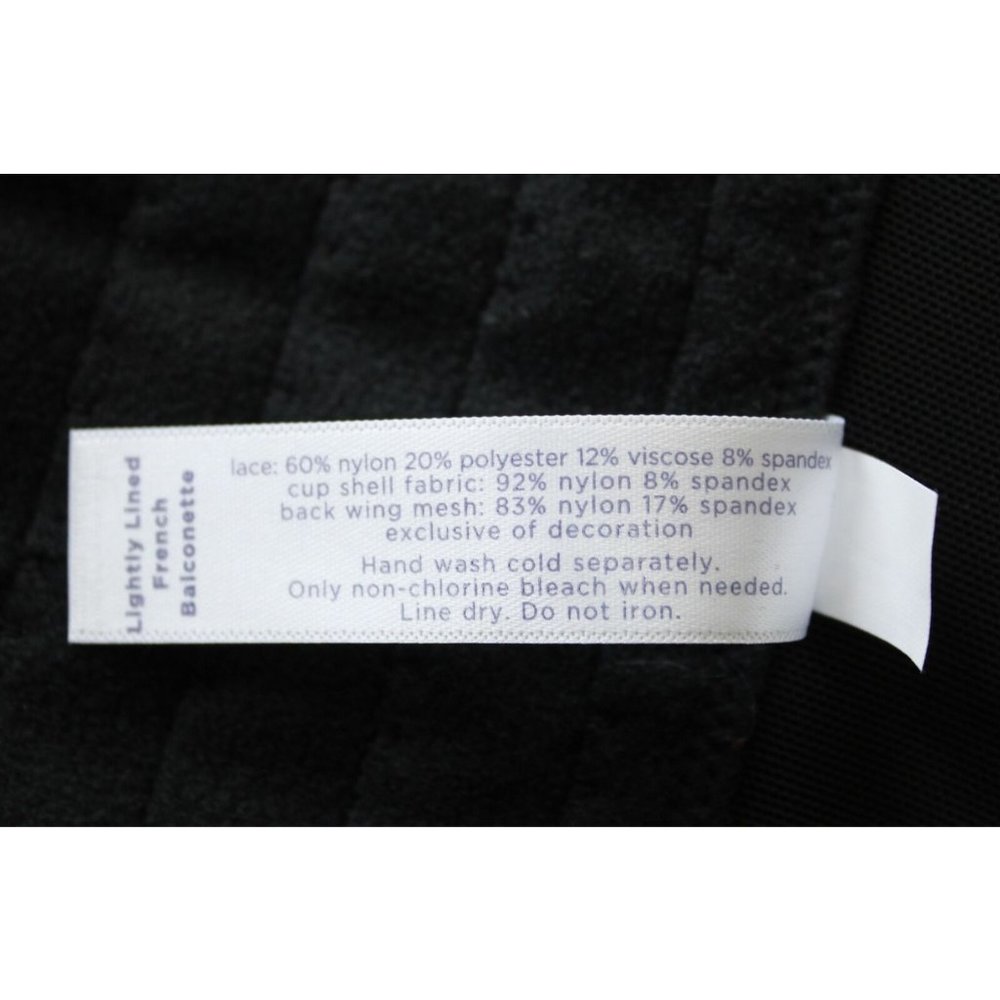 Lightly Lined
French
Balconette
lace: 60% nylon 20% polyester 12% viscose 8% spandex
cup shell fabric: 92% nylon 8% spandex
back wing mesh: 83% nylon 17% spandex
exclusive of decoration
Hand wash cold separately.
Only non-chlorine bleach when needed.
Line dry. Do not iron.